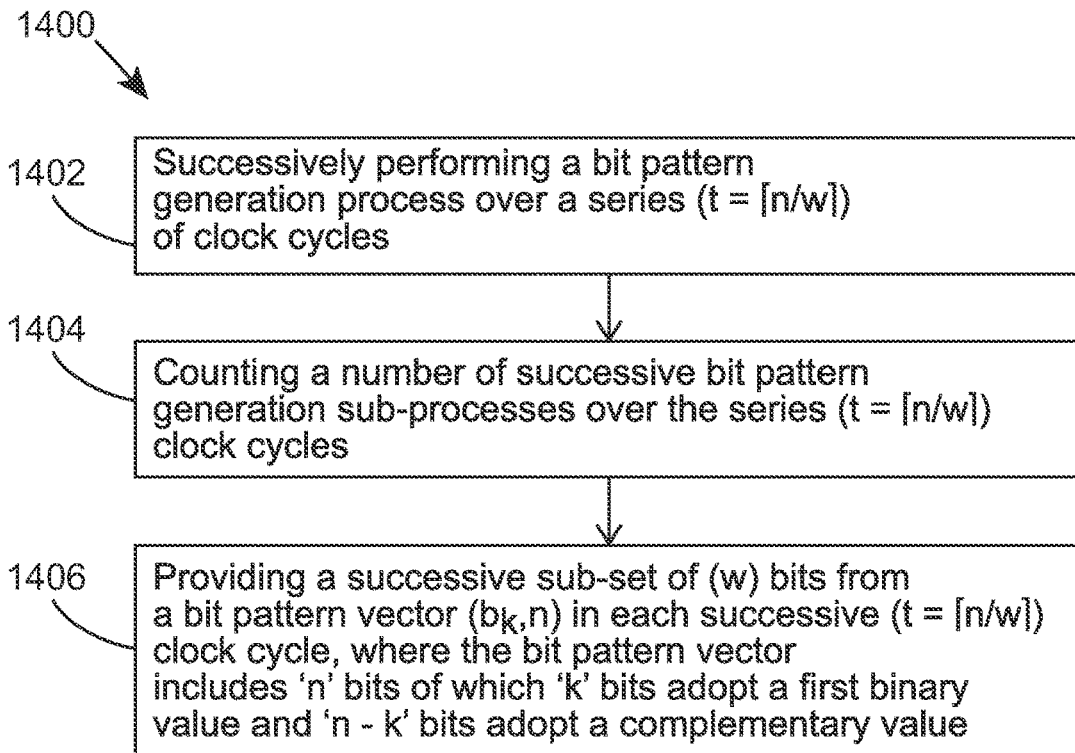 1400
1402
Successively performing a bit pattern
generation process over a series (t = ⌈n/w⌉)
of clock cycles
1404
Counting a number of successive bit pattern
generation sub-processes over the series (t = ⌈n/w⌉)
clock cycles
1406
Providing a successive sub-set of (w) bits from
a bit pattern vector (bₖ,n) in each successive (t = ⌈n/w⌉)
clock cycle, where the bit pattern vector
includes ‘n’ bits of which ‘k’ bits adopt a first binary
value and ‘n - k’ bits adopt a complementary value